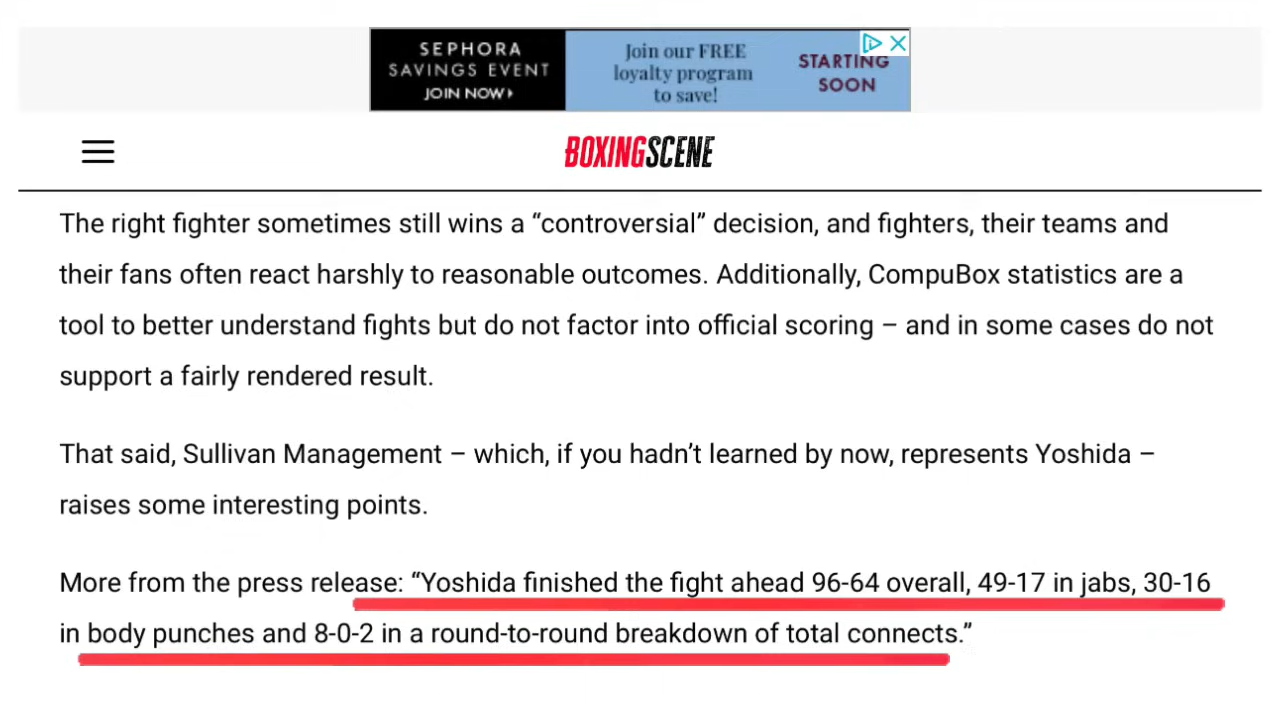 SEPHORA
SAVINGS EVENT
JOIN NOW
Join our FREE
loyalty program
to save!
STARTING
SOON
BOXINGSCENE
The right fighter sometimes still wins a “controversial” decision, and fighters, their teams and
their fans often react harshly to reasonable outcomes. Additionally, CompuBox statistics are a
tool to better understand fights but do not factor into official scoring – and in some cases do not
support a fairly rendered result.
That said, Sullivan Management – which, if you hadn’t learned by now, represents Yoshida –
raises some interesting points.
More from the press release: “Yoshida finished the fight ahead 96-64 overall, 49-17 in jabs, 30-16
in body punches and 8-0-2 in a round-to-round breakdown of total connects.”